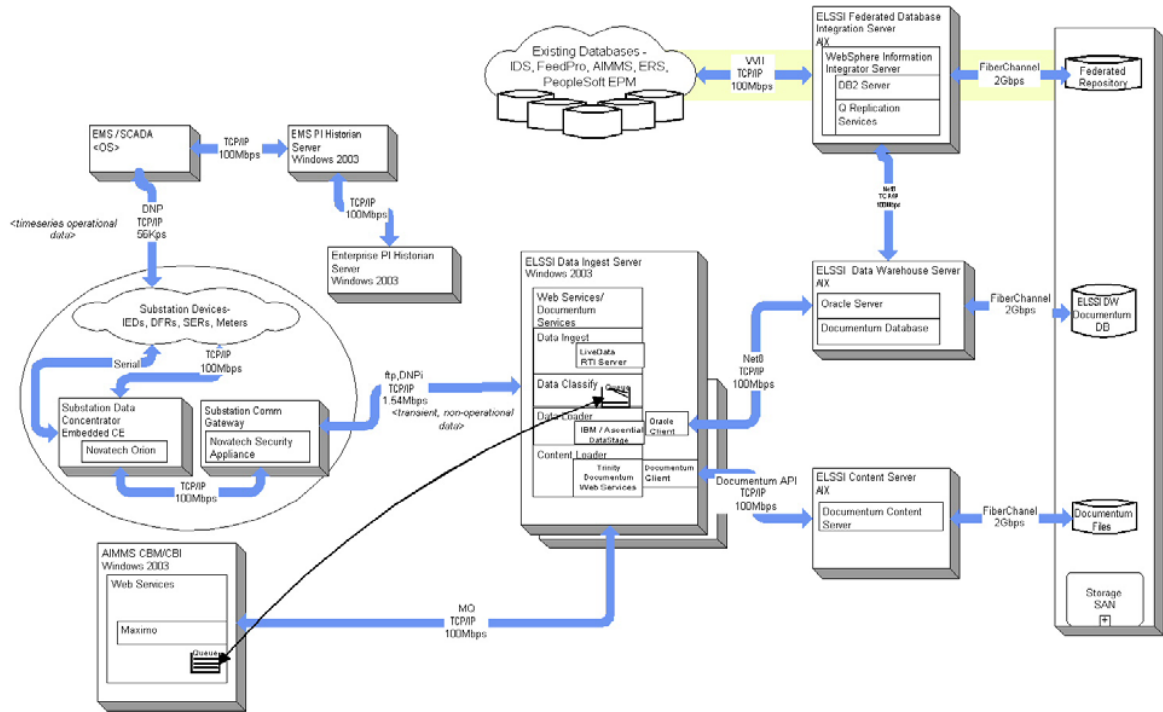 Existing Databases -
IDS, FeedPro, AIMMS, ERS,
PeopleSoft EPM
TCP/IP
100Mbps
ELSSI Federated Database
Integration Server
AIX
WebSphere Information
Integrator Server
DB2 Server
Q Replication
Services
FiberChannel
2Gbps
Federated
Repository
EMS / SCADA
<OS>
TCP/IP
100Mbps
EMS PI Historian
Server
Windows 2003
DNP
TCP/IP
56Kps
<timeseries operational
data>
TCP/IP
100Mbps
Enterprise PI Historian
Server
Windows 2003
Net8
TCP/IP
100Mbps
Substation Devices-
IEDs, DFRs, SERs, Meters
Serial
TCP/IP
100Mbps
Substation Data
Concentrator
Embedded CE
Novatech Orion
Substation Comm
Gateway
Novatech Security
Appliance
TCP/IP
100Mbps
ftp,DNPi
TCP/IP
1.54Mbps
<transient, non-operational
data>
ELSSI Data Ingest Server
Windows 2003
Web Services/
Documentum
Services
Data Ingest
LiveData
RTI Server
Data Classify
Queue
Data Loader
IBM / Ascential
DataStage
Oracle
Client
Content Loader
Trinity
Documentum
Web Services
Documentum
Client
Net8
TCP/IP
100Mbps
ELSSI Data Warehouse Server
AIX
Oracle Server
Documentum Database
FiberChannel
2Gbps
ELSSI DW
Documentum
DB
Documentum API
TCP/IP
100Mbps
ELSSI Content Server
AIX
Documentum Content
Server
FiberChannel
2Gbps
Documentum
Files
Storage
SAN
AIMMS CBM/CBI
Windows 2003
Web Services
Maximo
Queue
MQ
TCP/IP
100Mbps